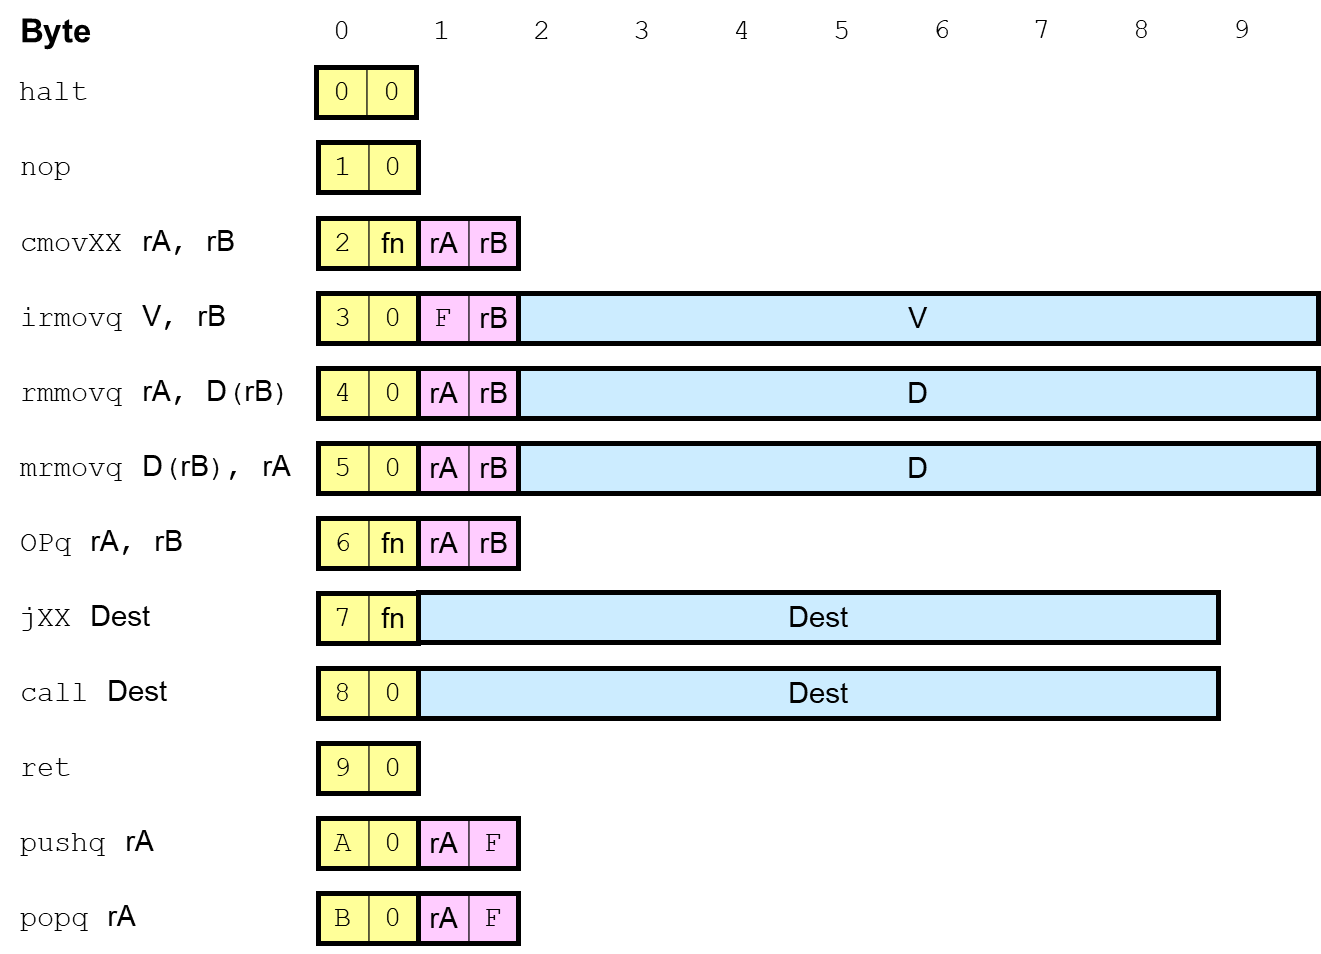 Byte 0 1 2 3 4 5 6 7 8 9
halt 0 0
nop 1 0
cmovXX rA, rB 2 fn rA rB
irmovq V, rB 3 0 F rB V
rmmovq rA, D(rB) 4 0 rA rB D
mrmovq D(rB), rA 5 0 rA rB D
OPq rA, rB 6 fn rA rB
jXX Dest 7 fn Dest
call Dest 8 0 Dest
ret 9 0
pushq rA A 0 rA F
popq rA B 0 rA F